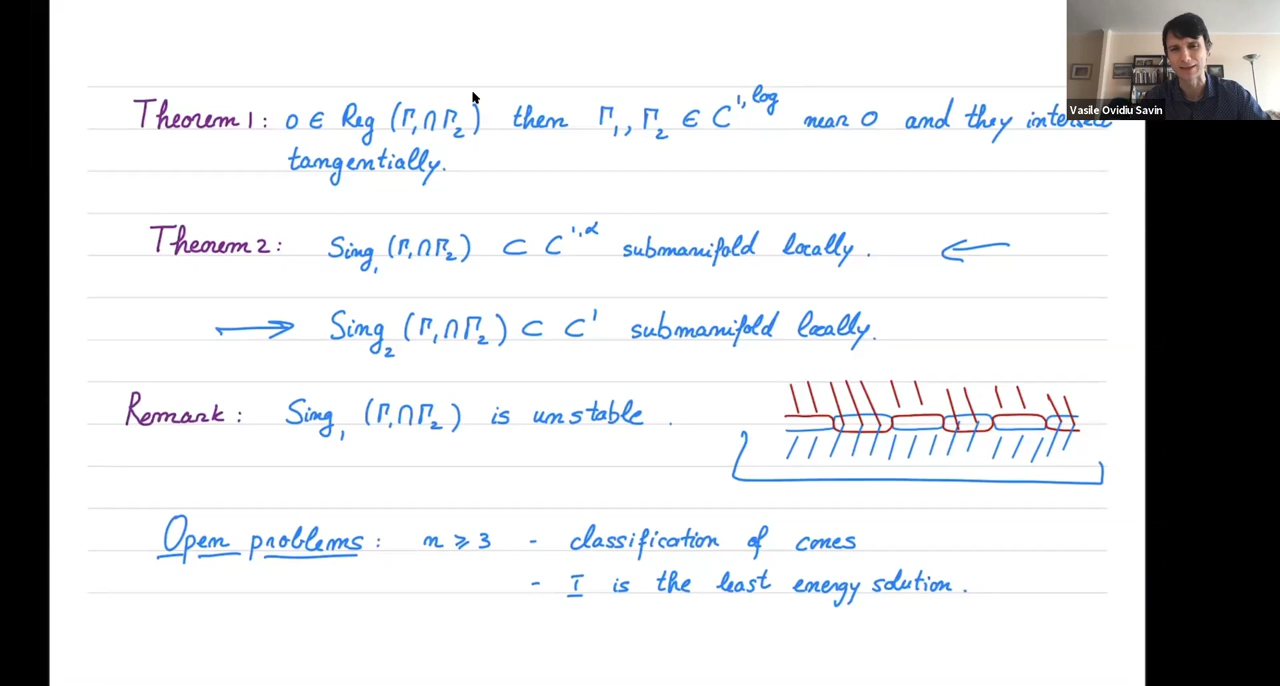 Vasile Ovidiu Savin
Theorem 1: 0 ∈ Reg (Γ₁∩Γ₂) then Γ₁, Γ₂ ∈ C^{1,log} near 0 and they
tangentially.
Theorem 2: Sing₁ (Γ₁∩Γ₂) ⊂ C^{1,α} submanifold locally. ⟵
⟶ Sing₂ (Γ₁∩Γ₂) ⊂ C¹ submanifold locally.
Remark: Sing₁ (Γ₁∩Γ₂) is unstable.
Open problems: n ≥ 3 - classification of cones
- I is the least energy solution.